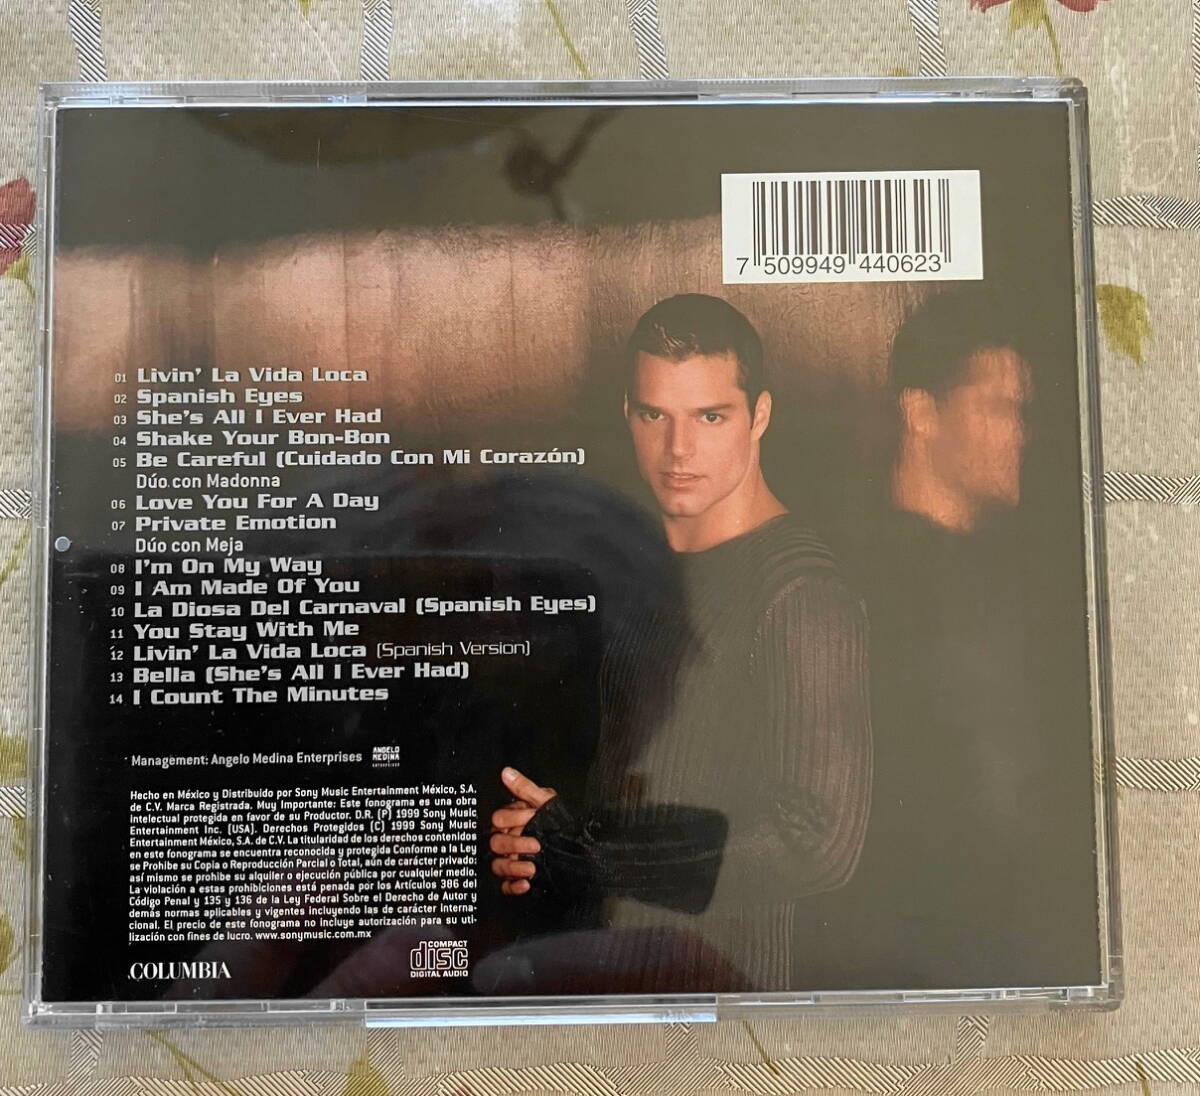 7 509949 440623
01 Livin' La Vida Loca
02 Spanish Eyes
03 She's All I Ever Had
04 Shake Your Bon-Bon
05 Be Careful (Cuidado Con Mi Corazón)
Dúo con Madonna
06 Love You For A Day
07 Private Emotion
Dúo con Meja
08 I'm On My Way
09 I Am Made Of You
10 La Diosa Del Carnaval (Spanish Eyes)
11 You Stay With Me
12 Livin' La Vida Loca (Spanish Version)
13 Bella (She's All I Ever Had)
14 I Count The Minutes
Management: Angelo Medina Enterprises
ANGELO
MEDINA
ENTERPRISES
Hecho en México y Distribuido por Sony Music Entertainment México, S.A.
de C.V. Marca Registrada. Muy Importante: Este fonograma es una obra
intelectual protegida en favor de su Productor. D.R. (P) 1999 Sony Music
Entertainment Inc. (USA). Derechos Protegidos (C) 1999 Sony Music
Entertainment México, S.A. de C.V. La titularidad de los derechos contenidos
en este fonograma se encuentra reconocida y protegida Conforme a la Ley
se Prohibe su Copia o Reproducción Parcial o Total, aún de carácter privado:
así mismo se prohibe su alquiler o ejecución pública por cualquier medio.
La violación a estas prohibiciones está penada por los Artículos 386 del
Código Penal y 135 y 136 de la Ley Federal Sobre el Derecho de Autor y
demás normas aplicables y vigentes incluyendo las de carácter interna-
cional. El precio de este fonograma no incluye autorización para su uti-
lización con fines de lucro. www.sonymusic.com.mx
COLUMBIA
COMPACT
disc
DIGITAL AUDIO